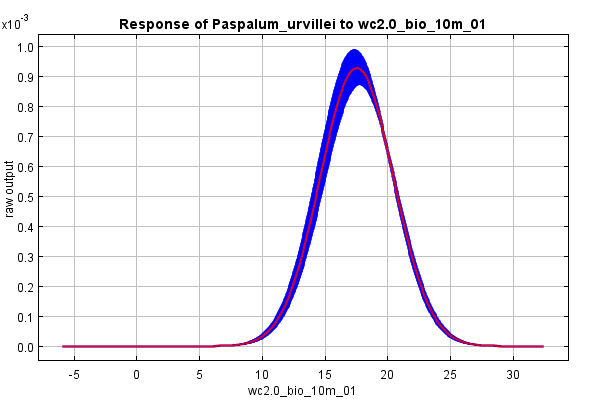 Response of Paspalum_urvillei to wc2.0_bio_10m_01
x10^-3
1.0
0.9
0.8
0.7
0.6
0.5
0.4
0.3
0.2
0.1
0.0
raw output
-5 0 5 10 15 20 25 30
wc2.0_bio_10m_01